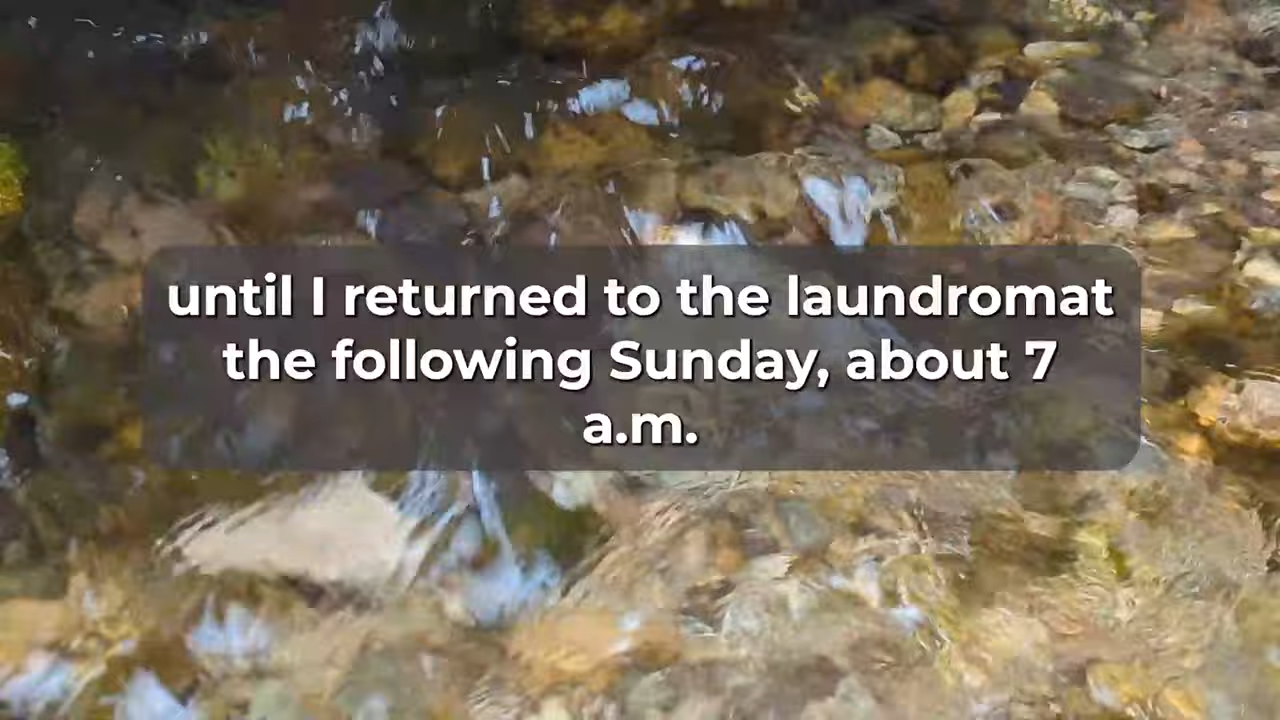 until I returned to the laundromat
the following Sunday, about 7
a.m.